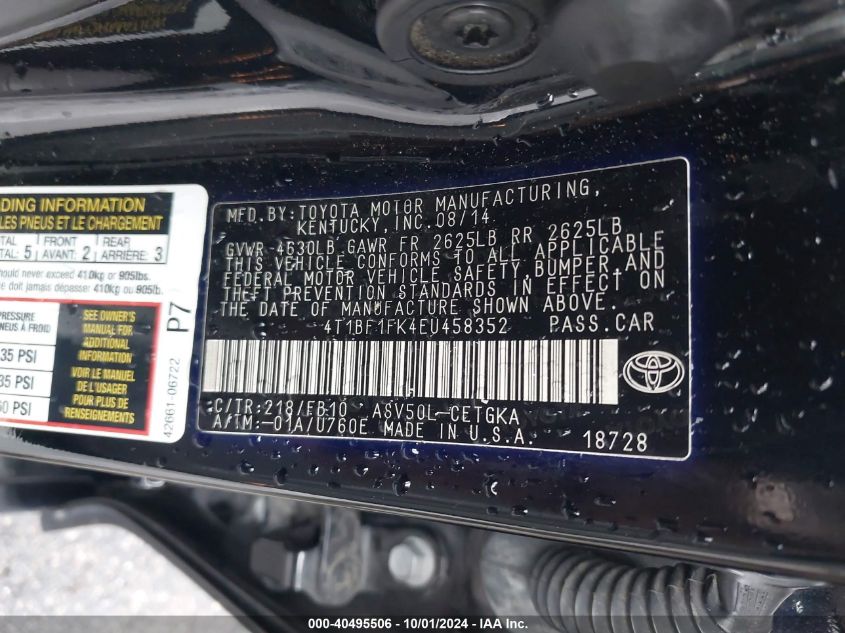 DING INFORMATION
LES PNEUS ET LE CHARGEMENT
TAL FRONT REAR
TAL: 5 AVANT: 2 ARRIÈRE: 3
hould never exceed 410kg or 905lbs.
e doit jamais dépasser 410kg ou 905lb.
PRESSURE
NEUS À FROID
35 PSI
35 PSI
60 PSI
SEE OWNER'S
MANUAL FOR
ADDITIONAL
INFORMATION
VOIR LE MANUEL
DE L'USAGER
POUR PLUS DE
RENSEIGNEMENTS
P7
42661-06722
MFD.BY:TOYOTA MOTOR MANUFACTURING,
KENTUCKY, INC.08/14
GVWR 4630LB GAWR FR 2625LB RR 2625LB
THIS VEHICLE CONFORMS TO ALL APPLICABLE
FEDERAL MOTOR VEHICLE SAFETY,BUMPER,AND
THEFT PREVENTION STANDARDS IN EFFECT ON
THE DATE OF MANUFACTURE SHOWN ABOVE.
4T1BF1FK4EU458352 PASS.CAR
C/TR:218/FB10 ASV50L-CETGKA
A/TM:-01A/U760E MADE IN U.S.A. 18728
000-40495506 - 10/01/2024 - IAA Inc.